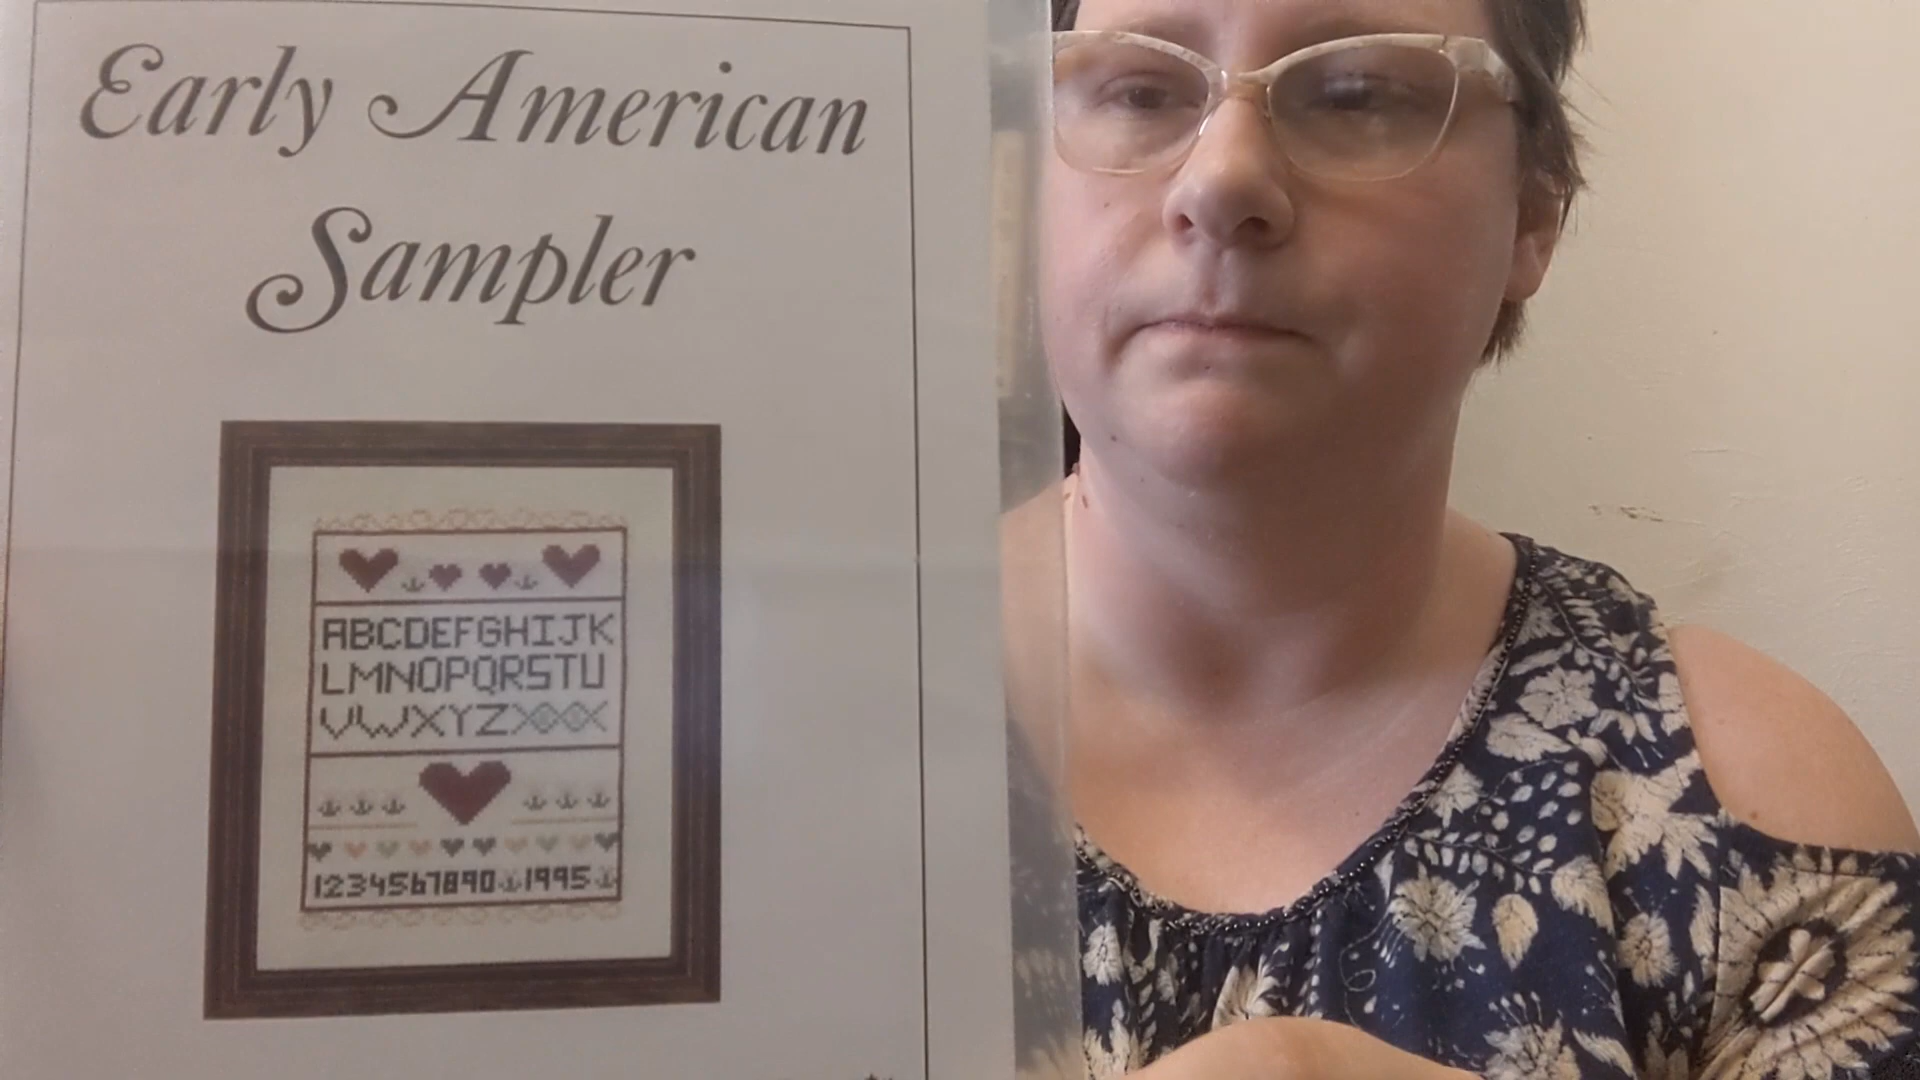 Early American
Sampler
ABCDEFGHIJK
LMNOPQRSTU
VWXYZ
1234567890 1995